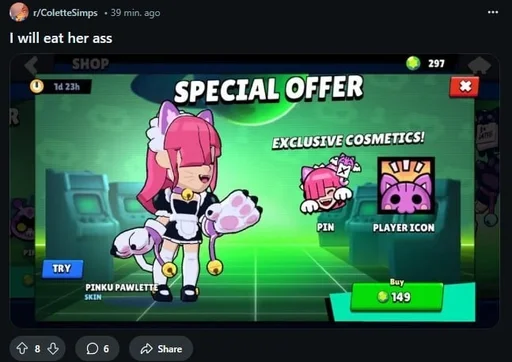 r/ColetteSimps • 39 min. ago
I will eat her ass
SHOP
297
1d 23h
SPECIAL OFFER
EXCLUSIVE COSMETICS!
PIN
PLAYER ICON
TRY
PINKU PAWLETTE
SKIN
Buy
149
8
6
Share